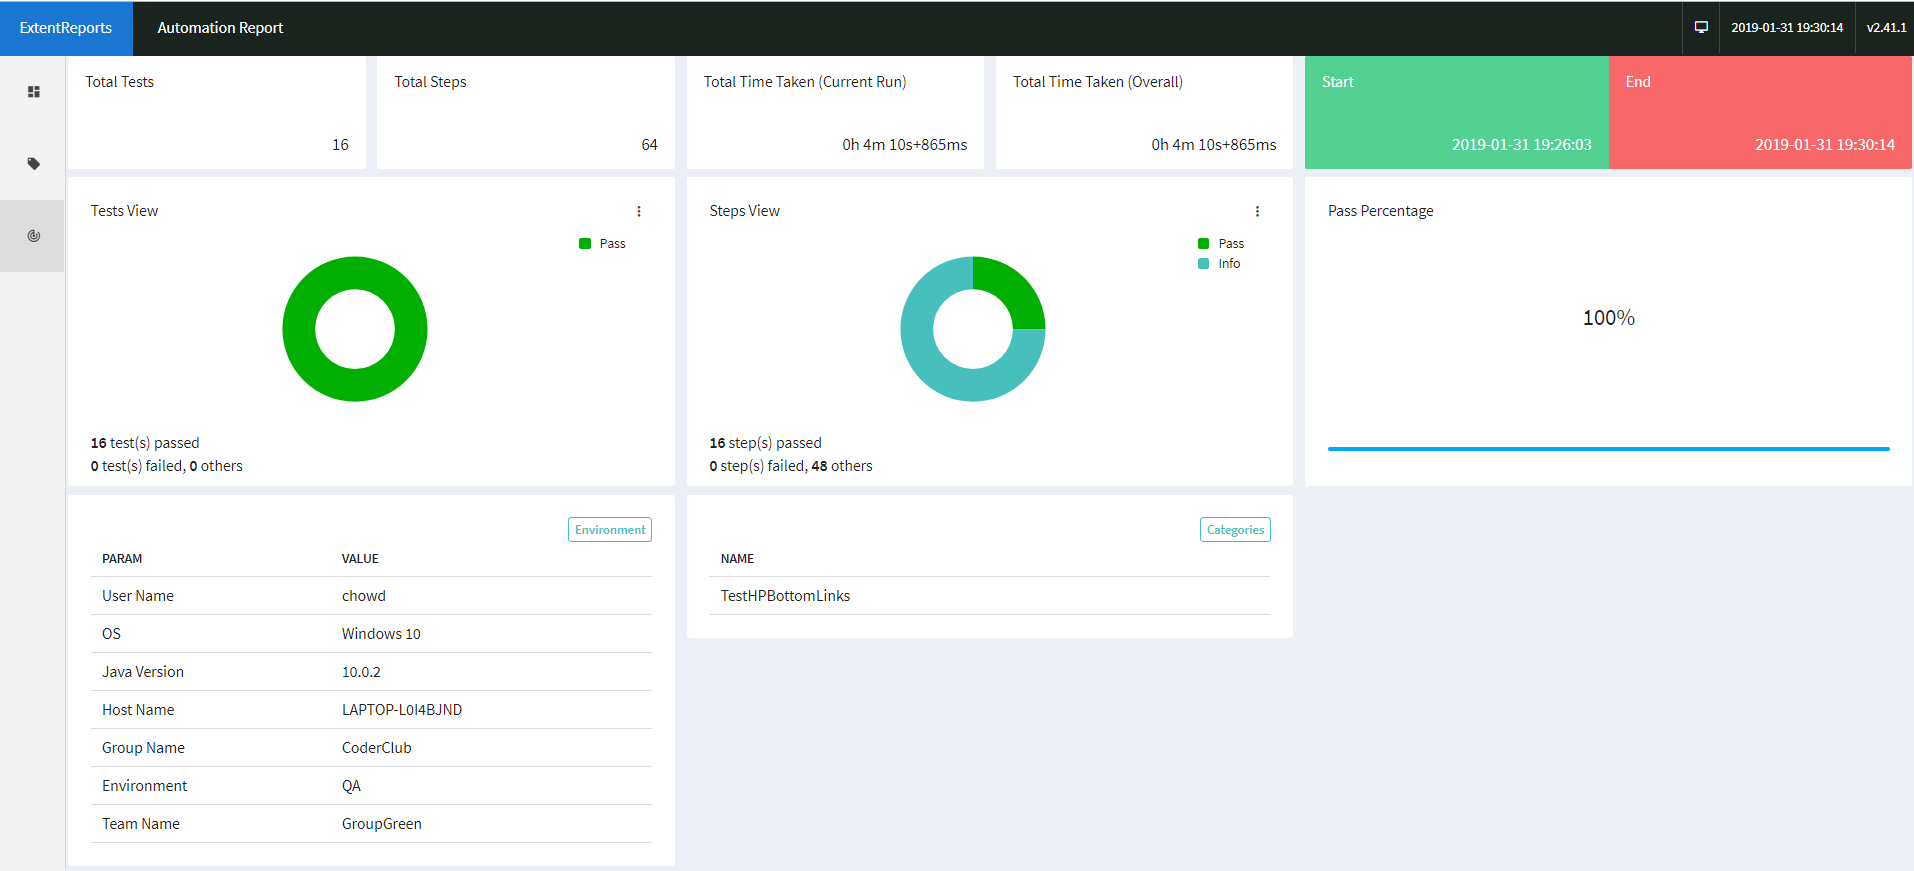 ExtentReports
Automation Report
2019-01-31 19:30:14
v2.41.1
Total Tests
16
Total Steps
64
Total Time Taken (Current Run)
0h 4m 10s+865ms
Total Time Taken (Overall)
0h 4m 10s+865ms
Start
2019-01-31 19:26:03
End
2019-01-31 19:30:14
Tests View
Pass
16 test(s) passed
0 test(s) failed, 0 others
Steps View
Pass
Info
16 step(s) passed
0 step(s) failed, 48 others
Pass Percentage
100%
Environment
PARAM VALUE
User Name chowd
OS Windows 10
Java Version 10.0.2
Host Name LAPTOP-L0I4BJND
Group Name CoderClub
Environment QA
Team Name GroupGreen
Categories
NAME
TestHPBottomLinks